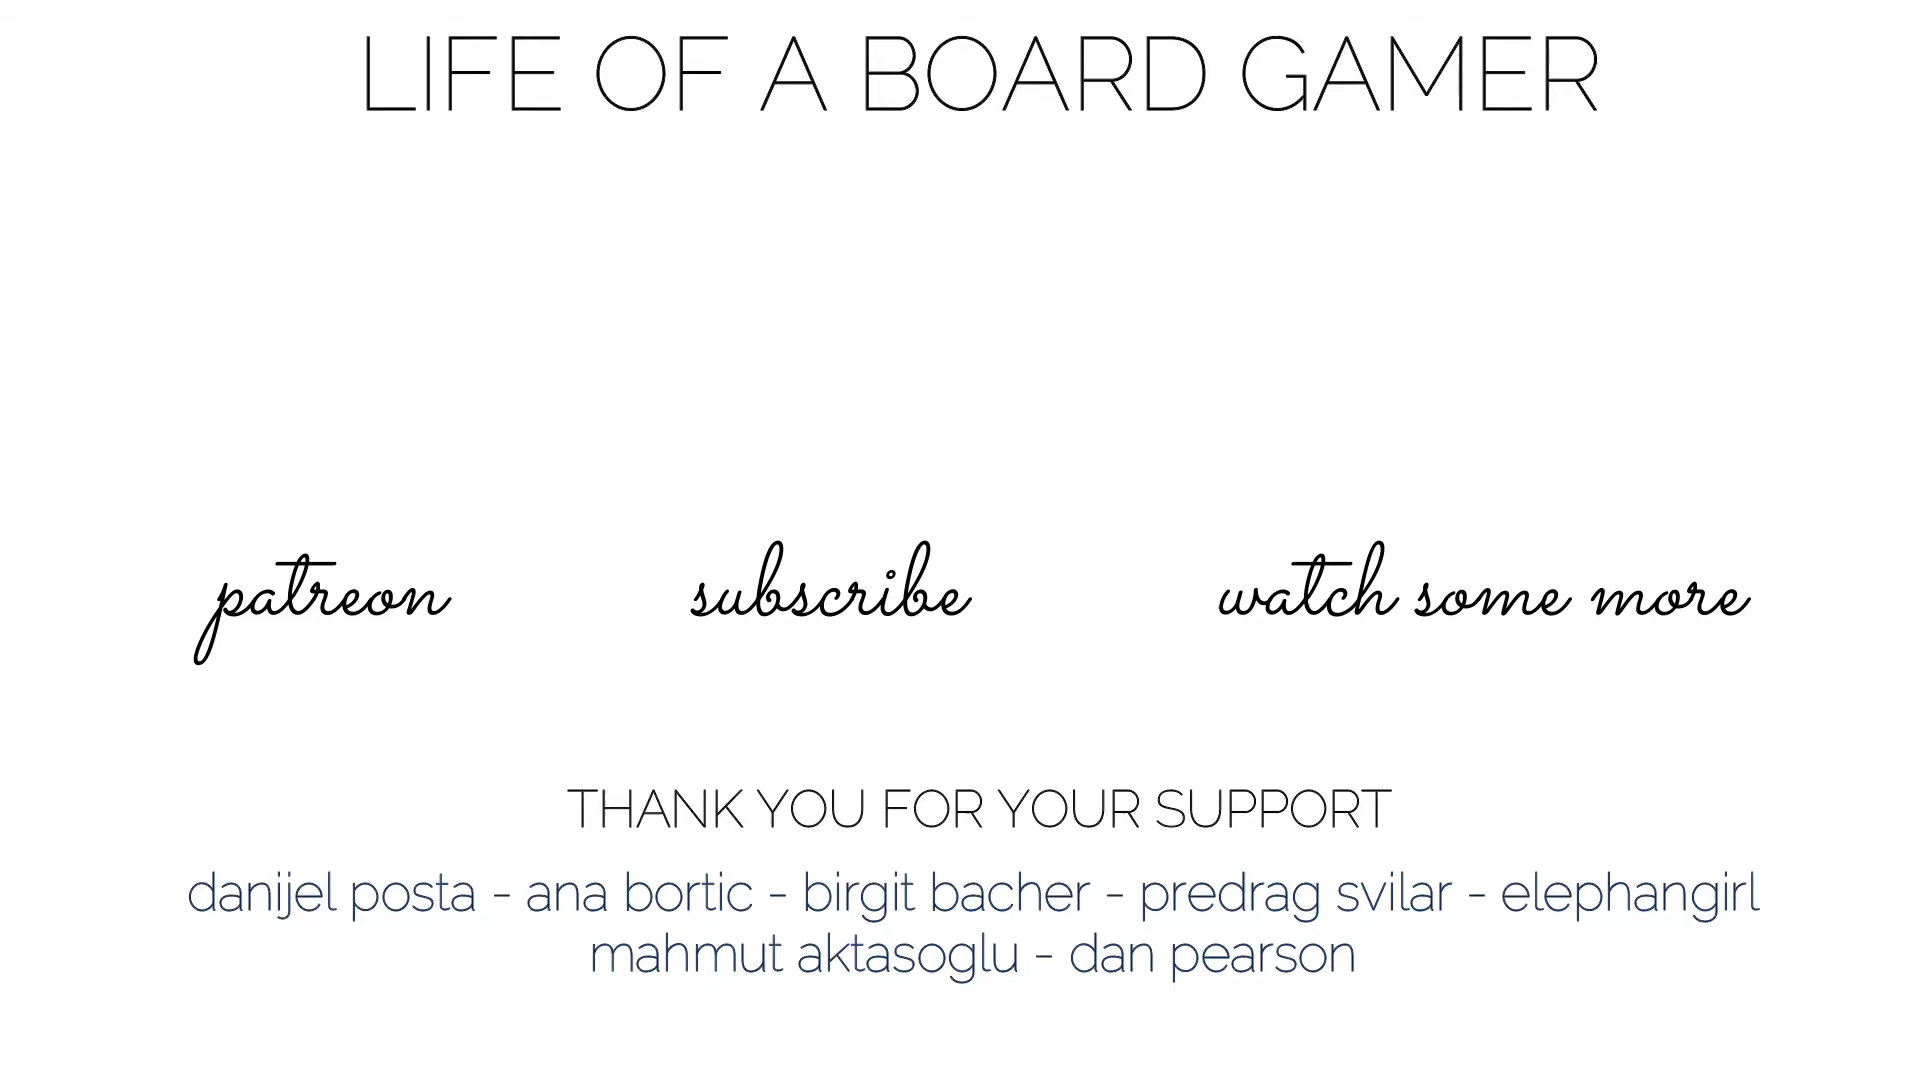 LIFE OF A BOARD GAMER
patreon subscribe watch some more
THANK YOU FOR YOUR SUPPORT
danijel posta - ana bortic - birgit bacher - predrag svilar - elephangirl
mahmut aktasoglu - dan pearson